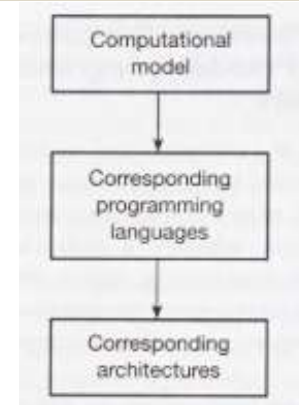 Computational
model
Corresponding
programming
languages
Corresponding
architectures